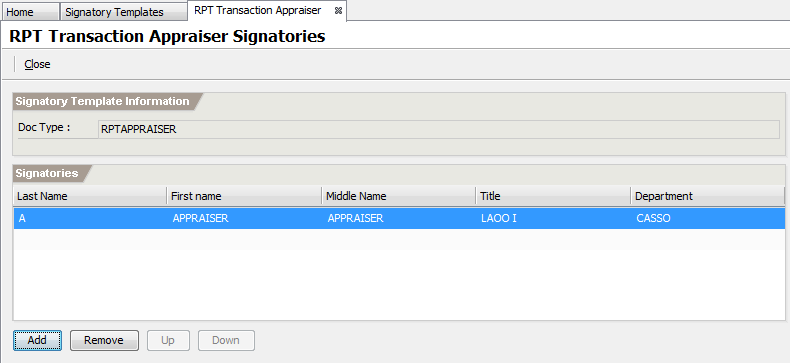 Home Signatory Templates RPT Transaction Appraiser
RPT Transaction Appraiser Signatories
Close
Signatory Template Information
Doc Type : RPTAPPRAISER
Signatories
Last Name First name Middle Name Title Department
A APPRAISER APPRAISER LAOO I CASSO
Add Remove Up Down